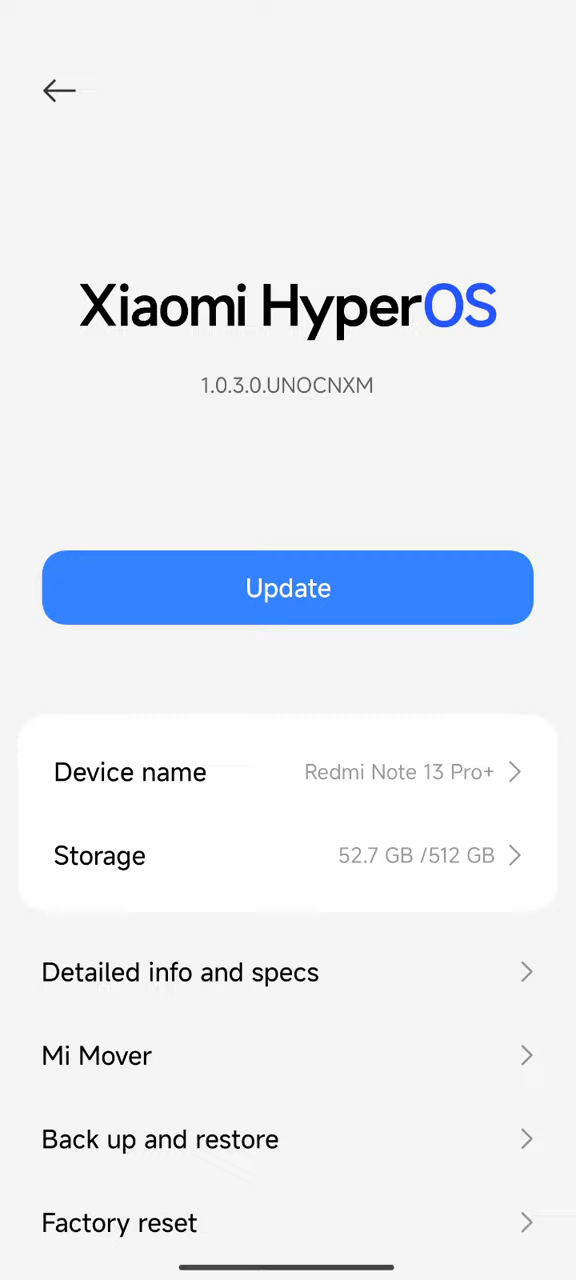 Xiaomi HyperOS
1.0.3.0.UNOCNXM
Update
Device name Redmi Note 13 Pro+
Storage 52.7 GB /512 GB
Detailed info and specs
Mi Mover
Back up and restore
Factory reset